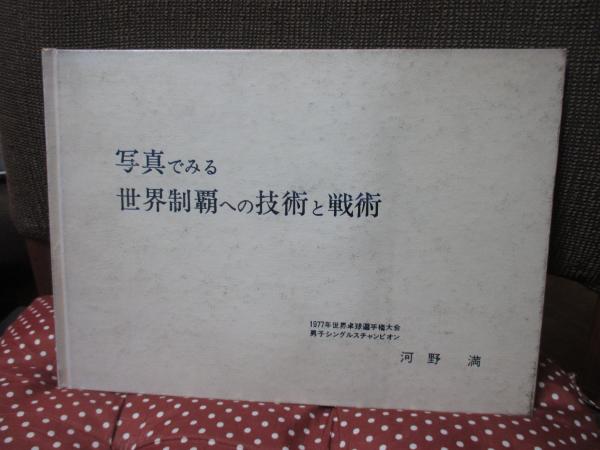 写真でみる
世界制覇への技術と戦術
1977年世界卓球選手権大会
男子シングルスチャンピオン
河野 満